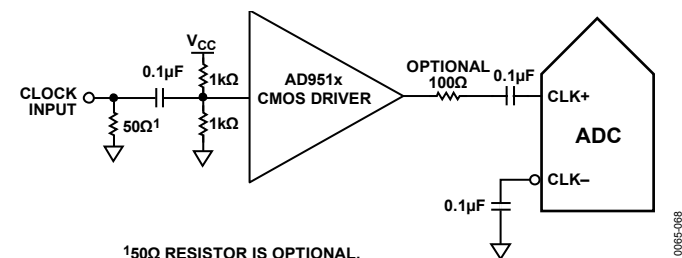 VCC
0.1µF
1kΩ
CLOCK
INPUT
50Ω1
1kΩ
AD951x
CMOS DRIVER
OPTIONAL
100Ω
0.1µF
CLK+
ADC
CLK–
0.1µF
150Ω RESISTOR IS OPTIONAL.
0065-068